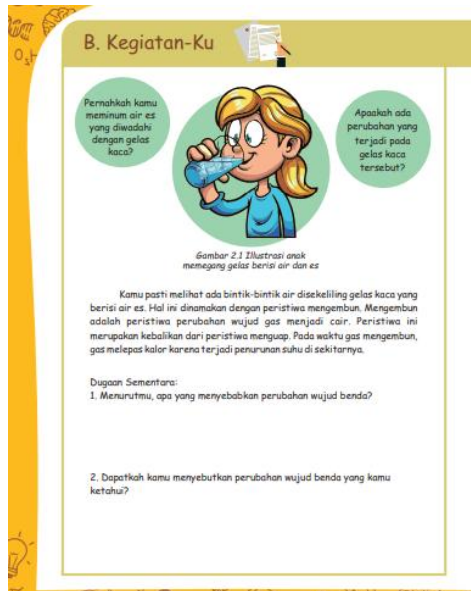 B. Kegiatan-Ku
Pernahkah kamu
meminum air es
yang diwadahi
dengan gelas
kaca?
Apaakah ada
perubahan yang
terjadi pada
gelas kaca
tersebut?
Gambar 2.1 Illustrasi anak
memegang gelas berisi air dan es
Kamu pasti melihat ada bintik-bintik air disekeliling gelas kaca yang
berisi air es. Hal ini dinamakan dengan peristiwa mengembun. Mengembun
adalah peristiwa perubahan wujud gas menjadi cair. Peristiwa ini
merupakan kebalikan dari peristiwa menguap. Pada waktu gas mengembun,
gas melepas kalor karena terjadi penurunan suhu di sekitarnya.
Dugaan Sementara:
1. Menurutmu, apa yang menyebabkan perubahan wujud benda?
2. Dapatkah kamu menyebutkan perubahan wujud benda yang kamu
ketahui?